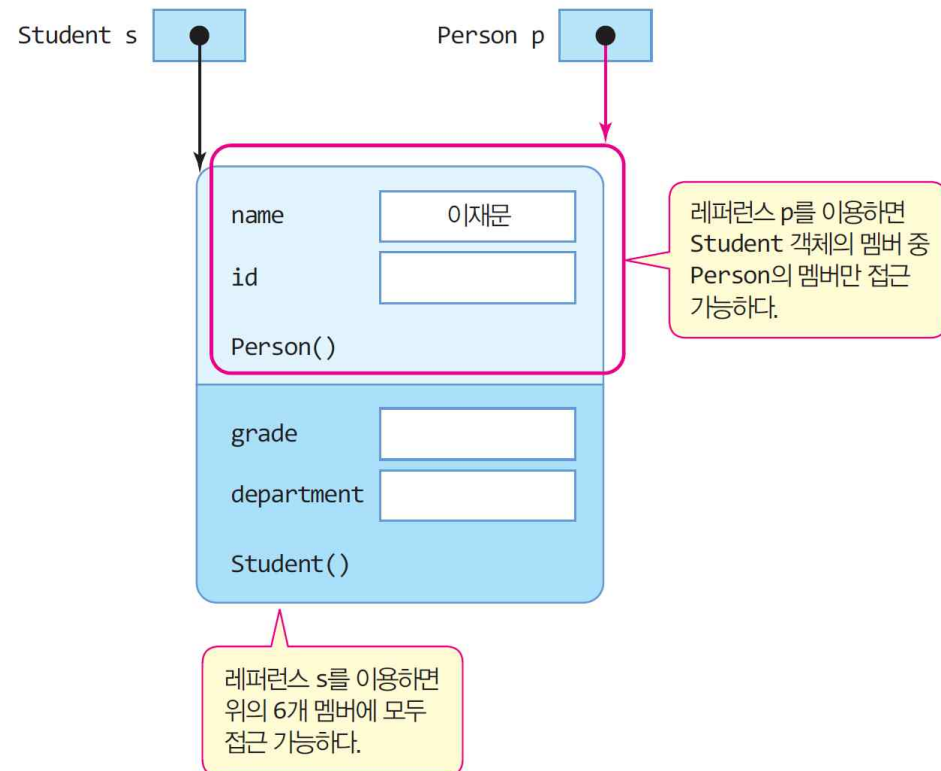 Student s
Person p
name 이재문
id
Person()
레퍼런스 p를 이용하면
Student 객체의 멤버 중
Person의 멤버만 접근
가능하다.
grade
department
Student()
레퍼런스 s를 이용하면
위의 6개 멤버에 모두
접근 가능하다.